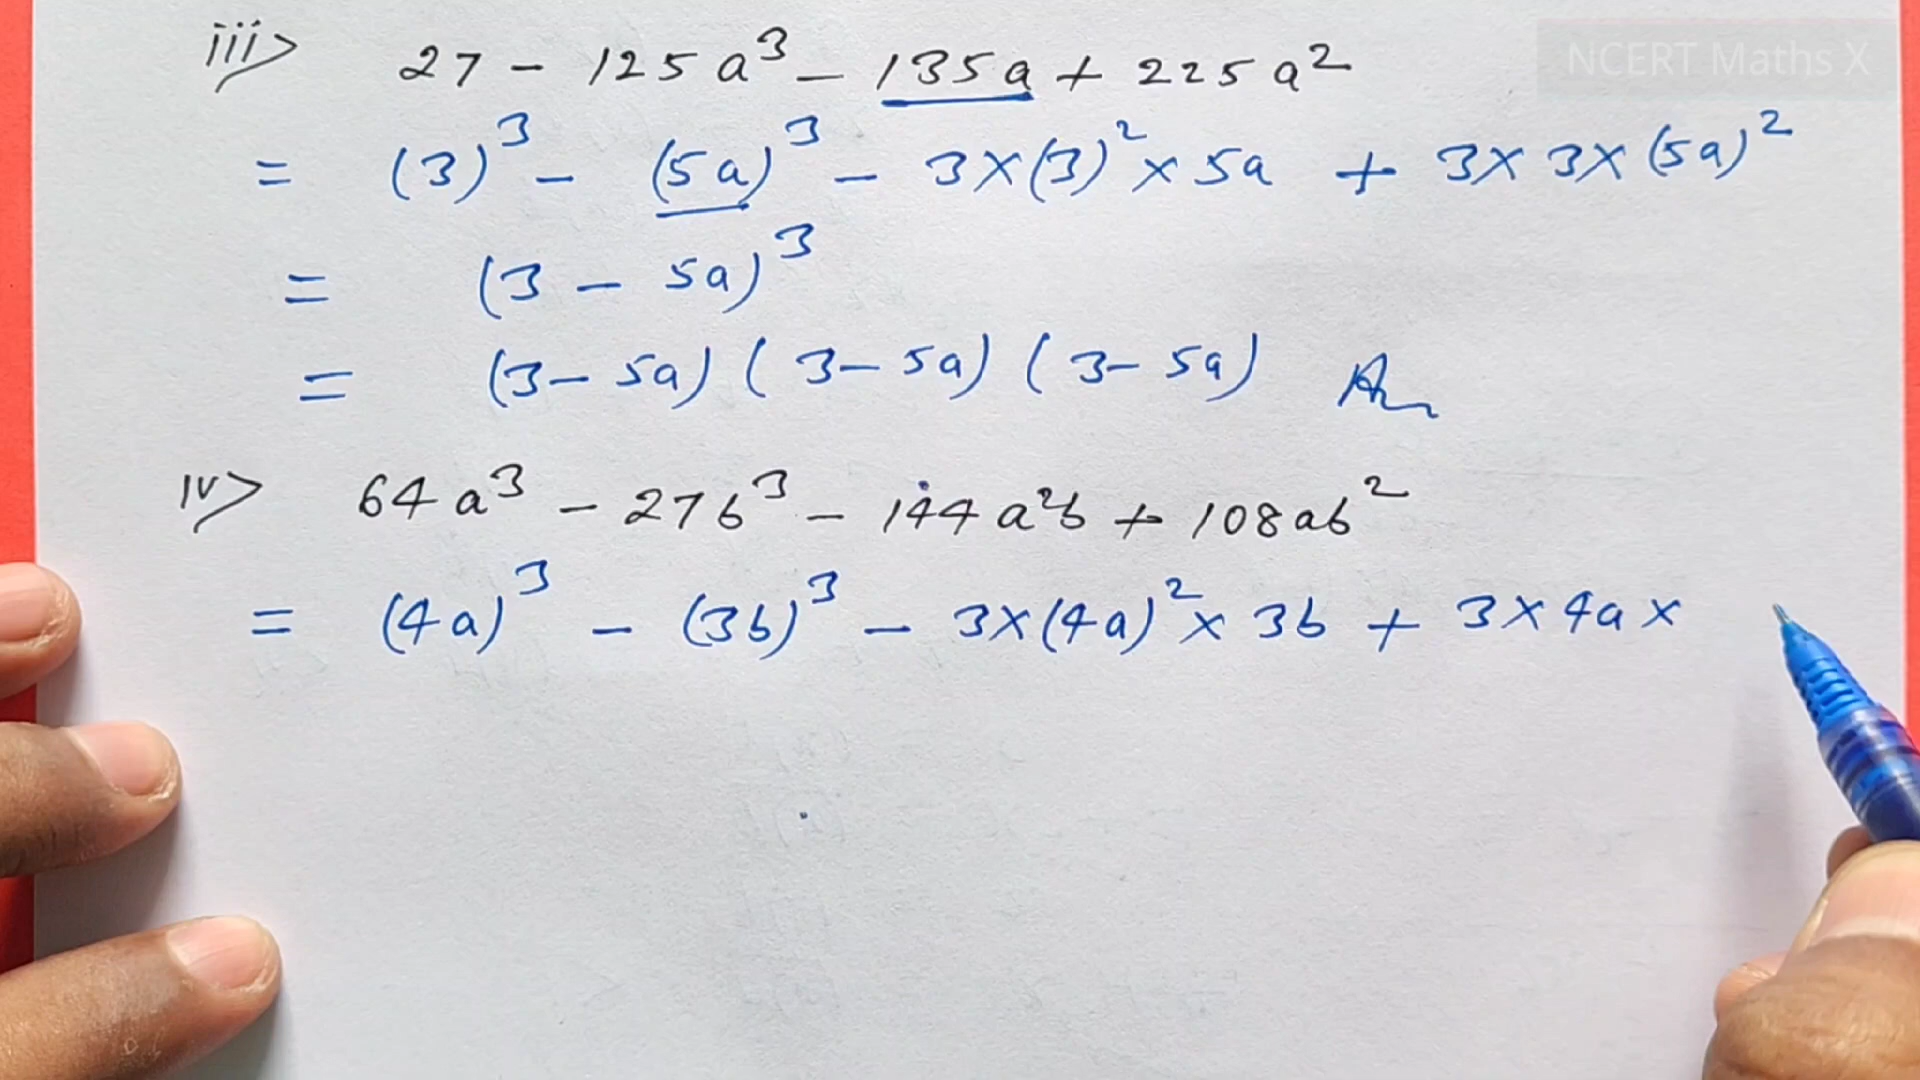 iii> 27 - 125a³ - 135a + 225a²
NCERT Maths X
= (3)³ - (5a)³ - 3×(3)²×5a + 3×3×(5a)²
= (3 - 5a)³
= (3-5a) (3-5a) (3-5a)
iv> 64a³ - 27b³ - 144a²b + 108ab²
= (4a)³ - (3b)³ - 3×(4a)²×3b + 3×4a×